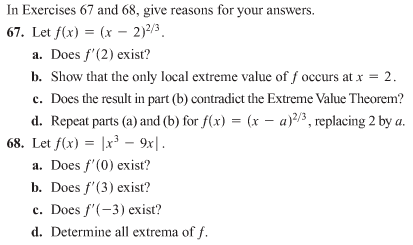 In Exercises 67 and 68, give reasons for your answers.
67. Let f(x) = (x − 2)^{2/3}.
a. Does f′(2) exist?
b. Show that the only local extreme value of f occurs at x = 2.
c. Does the result in part (b) contradict the Extreme Value Theorem?
d. Repeat parts (a) and (b) for f(x) = (x − a)^{2/3}, replacing 2 by a.
68. Let f(x) = |x³ − 9x|.
a. Does f′(0) exist?
b. Does f′(3) exist?
c. Does f′(−3) exist?
d. Determine all extrema of f.